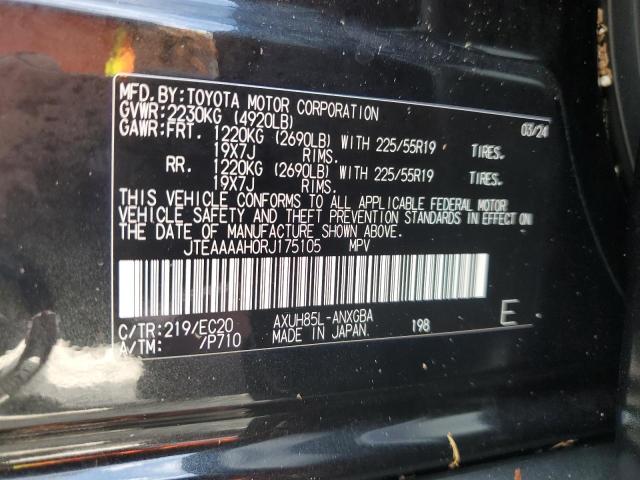 MFD.BY:TOYOTA MOTOR CORPORATION 03/24
GVWR:2230KG (4920LB)
GAWR:FRT. 1220KG (2690LB) WITH 225/55R19 TIRES.
19X7J RIMS.
RR. 1220KG (2690LB) WITH 225/55R19 TIRES.
19X7J RIMS.
THIS VEHICLE CONFORMS TO ALL APPLICABLE FEDERAL MOTOR
VEHICLE SAFETY AND THEFT PREVENTION STANDARDS IN EFFECT ON
THE DATE OF MANUFACTURE SHOWN ABOVE.
JTEAAAAH0RJ175105 MPV
C/TR:219/EC20 AXUH85L-ANXGBA 198 E
A/TM: /P710 MADE IN JAPAN.